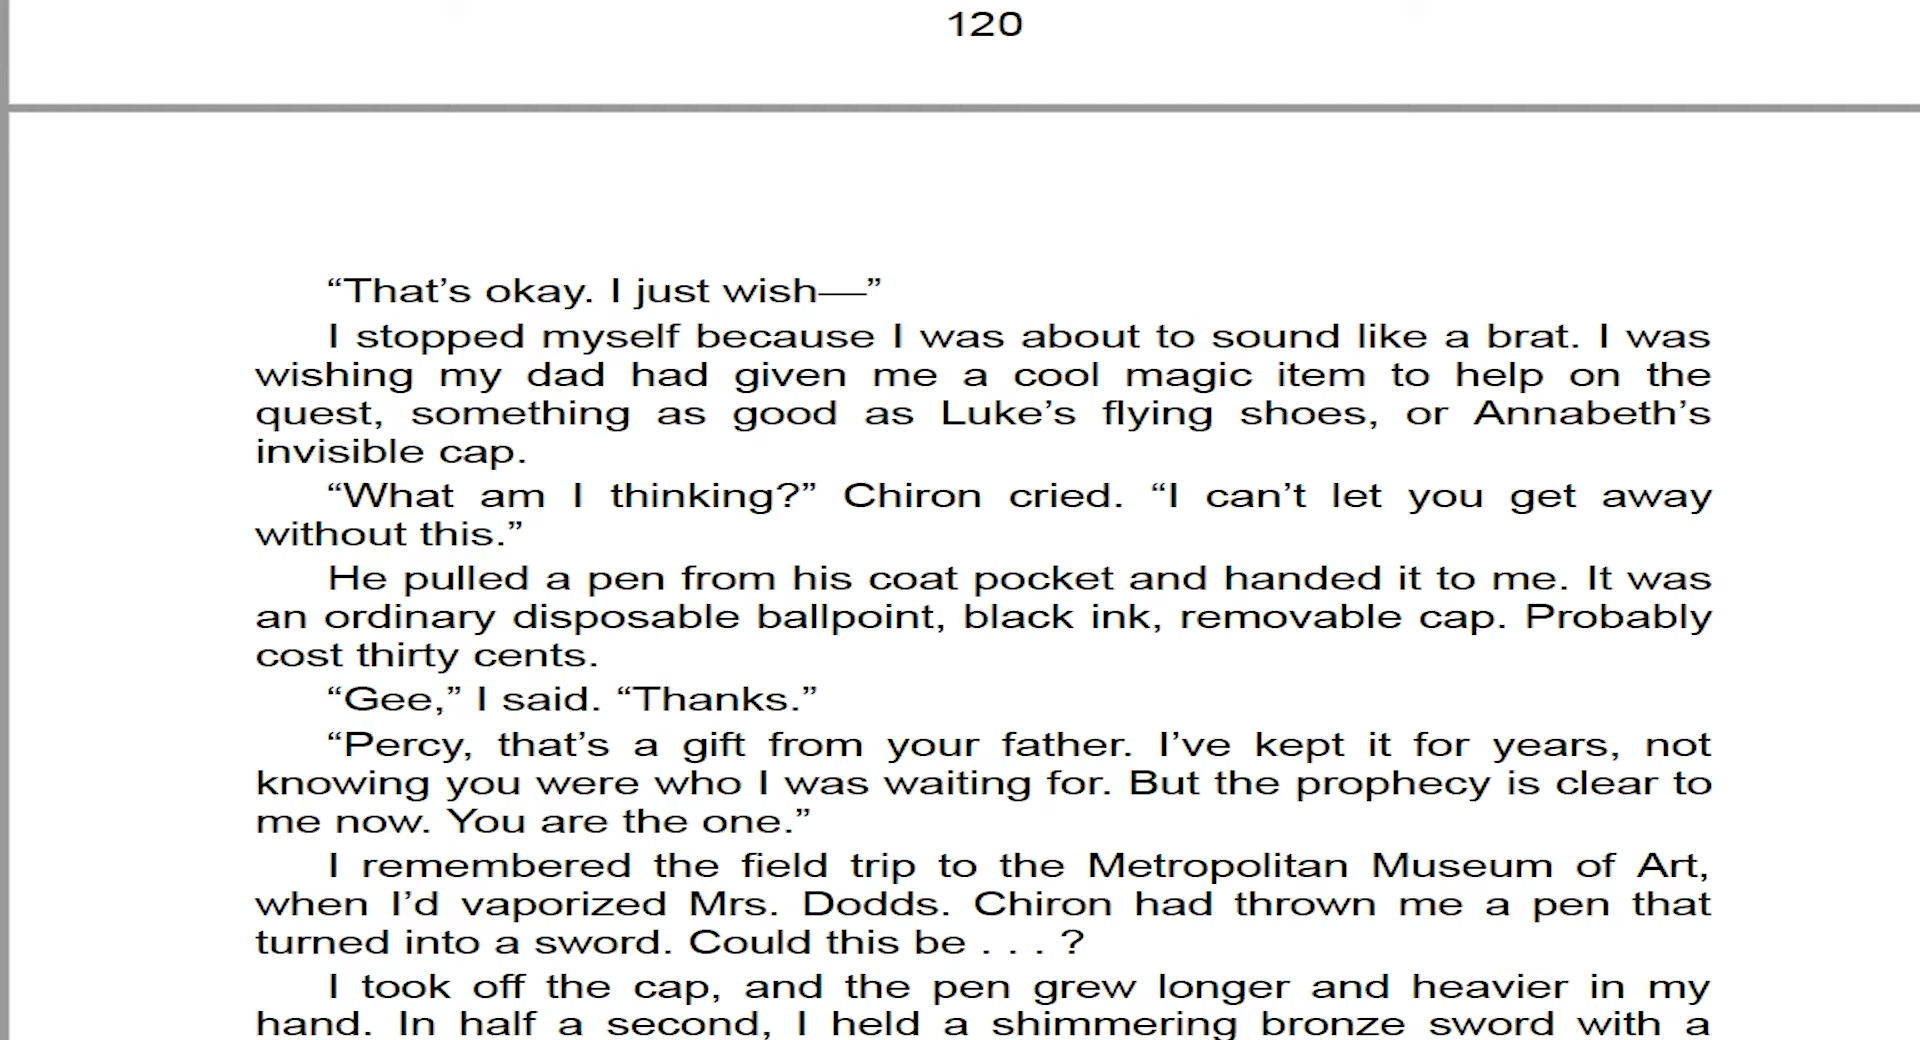 120
“That’s okay. I just wish—”
I stopped myself because I was about to sound like a brat. I was
wishing my dad had given me a cool magic item to help on the
quest, something as good as Luke’s flying shoes, or Annabeth’s
invisible cap.
“What am I thinking?” Chiron cried. “I can’t let you get away
without this.”
He pulled a pen from his coat pocket and handed it to me. It was
an ordinary disposable ballpoint, black ink, removable cap. Probably
cost thirty cents.
“Gee,” I said. “Thanks.”
“Percy, that’s a gift from your father. I’ve kept it for years, not
knowing you were who I was waiting for. But the prophecy is clear to
me now. You are the one.”
I remembered the field trip to the Metropolitan Museum of Art,
when I’d vaporized Mrs. Dodds. Chiron had thrown me a pen that
turned into a sword. Could this be . . . ?
I took off the cap, and the pen grew longer and heavier in my
hand. In half a second, I held a shimmering bronze sword with a